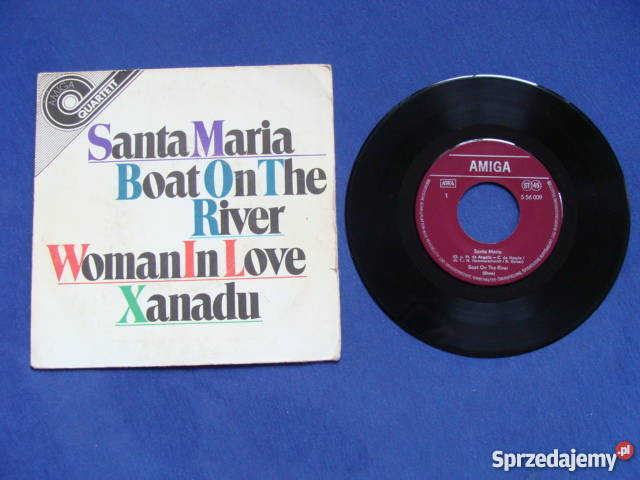 AMIGA
QUARTETT
Santa Maria
Boat On The
River
Woman In Love
Xanadu
AMIGA
AWA
ST 45
1
5 56 009
Santa Maria
Boat On The River
Sprzedajemy.pl